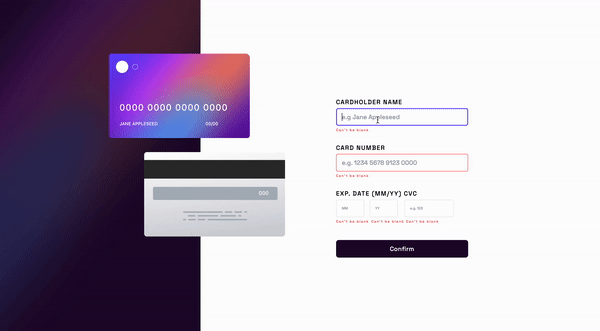 0000 0000 0000 0000
JANE APPLESEED 00/00
000
CARDHOLDER NAME
e.g Jane Appleseed
Can't be blank
CARD NUMBER
e.g. 1234 5678 9123 0000
Can't be blank
EXP. DATE (MM/YY) CVC
MM YY
Can't be blank Can't be blank Can't be blank
Confirm